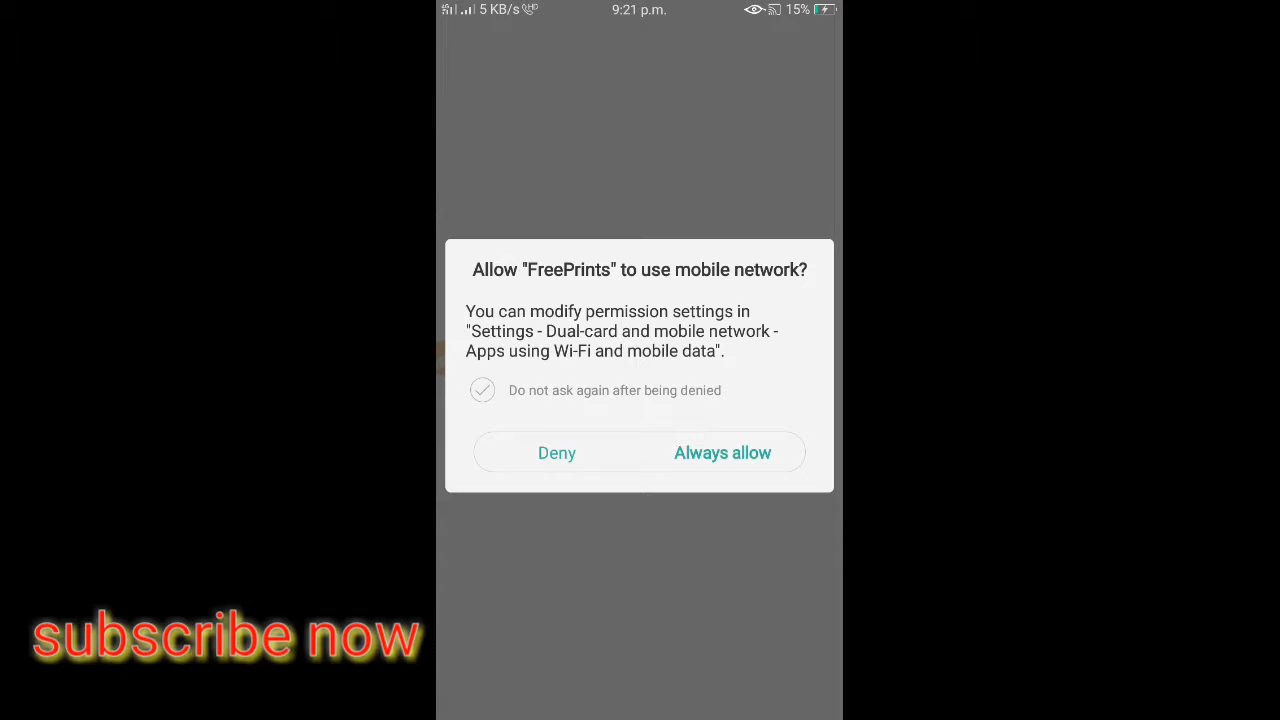 5 KB/s
9:21 p.m.
15%
Allow "FreePrints" to use mobile network?
You can modify permission settings in
"Settings - Dual-card and mobile network -
Apps using Wi-Fi and mobile data".
Do not ask again after being denied
Deny
Always allow
subscribe now